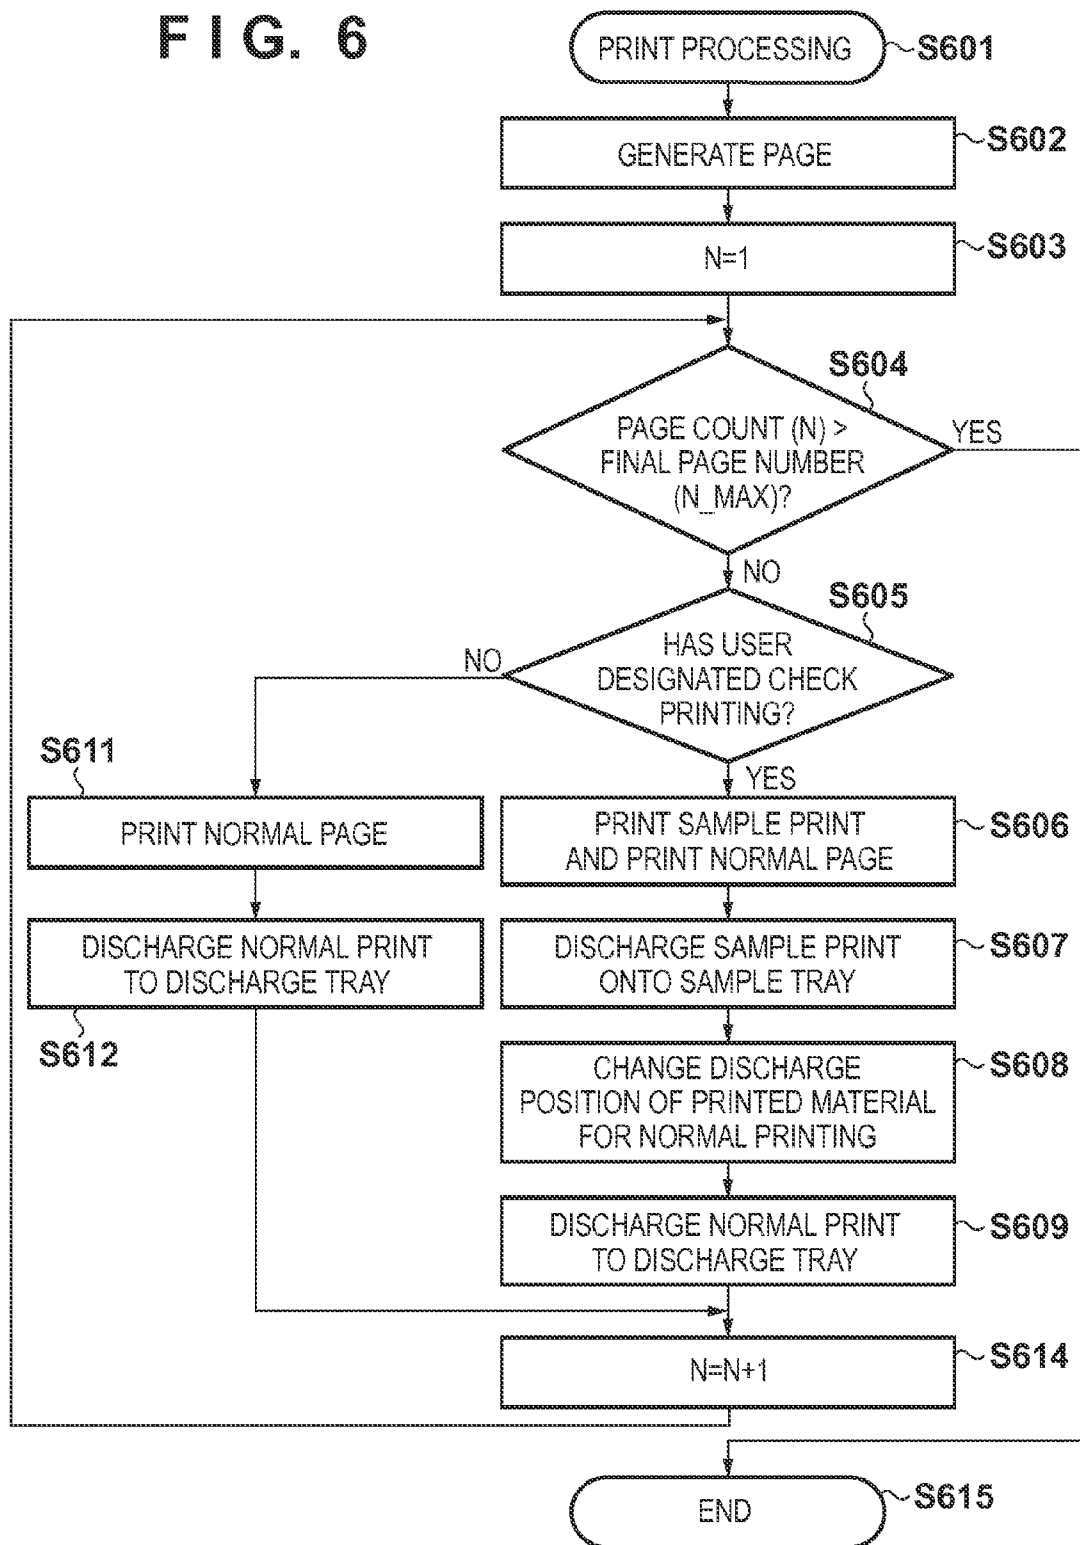 FIG. 6
PRINT PROCESSING
S601
GENERATE PAGE
S602
N=1
S603
S604
PAGE COUNT (N) >
FINAL PAGE NUMBER
(N_MAX)?
YES
NO
S605
HAS USER
DESIGNATED CHECK
PRINTING?
NO
YES
S611
PRINT NORMAL PAGE
PRINT SAMPLE PRINT
AND PRINT NORMAL PAGE
S606
DISCHARGE NORMAL PRINT
TO DISCHARGE TRAY
S612
DISCHARGE SAMPLE PRINT
ONTO SAMPLE TRAY
S607
CHANGE DISCHARGE
POSITION OF PRINTED MATERIAL
FOR NORMAL PRINTING
S608
DISCHARGE NORMAL PRINT
TO DISCHARGE TRAY
S609
N=N+1
S614
END
S615